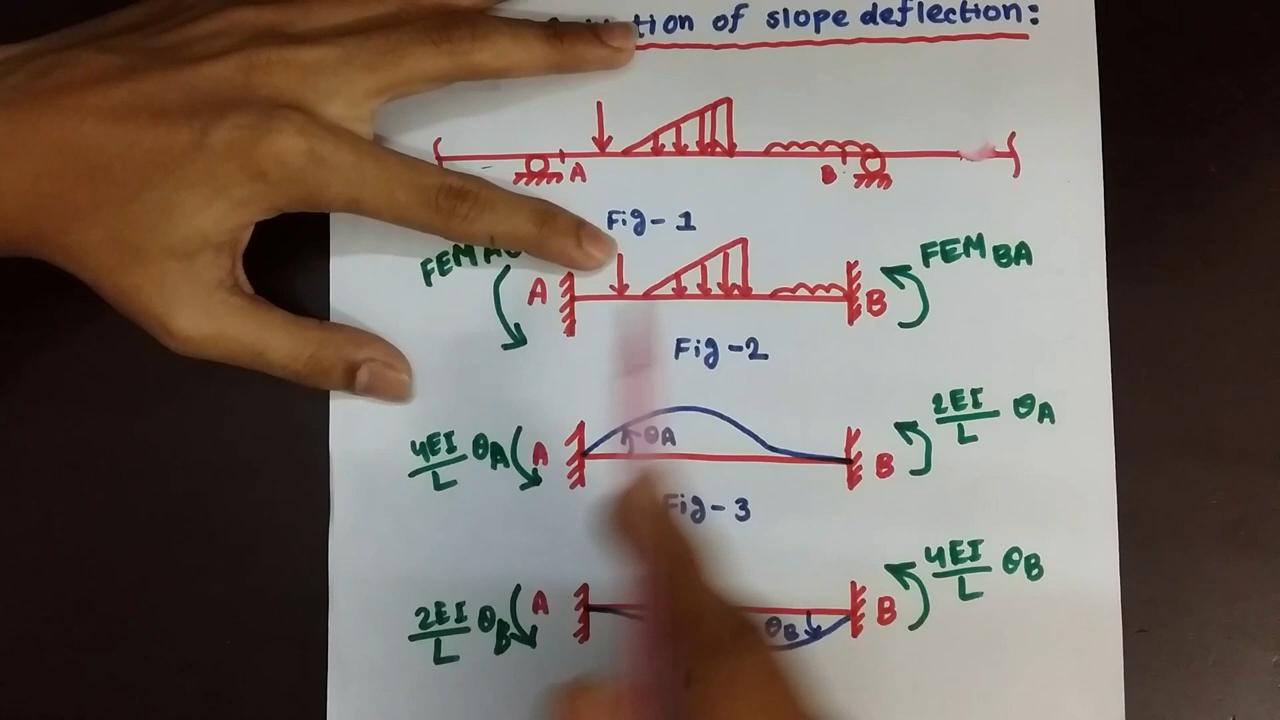 of slope deflection:
A B
Fig-1
FEM FEM BA
A B
Fig-2
4EI/L θA A θA B 2EI/L θA
Fig-3
2EI/L θB A θB B 4EI/L θB